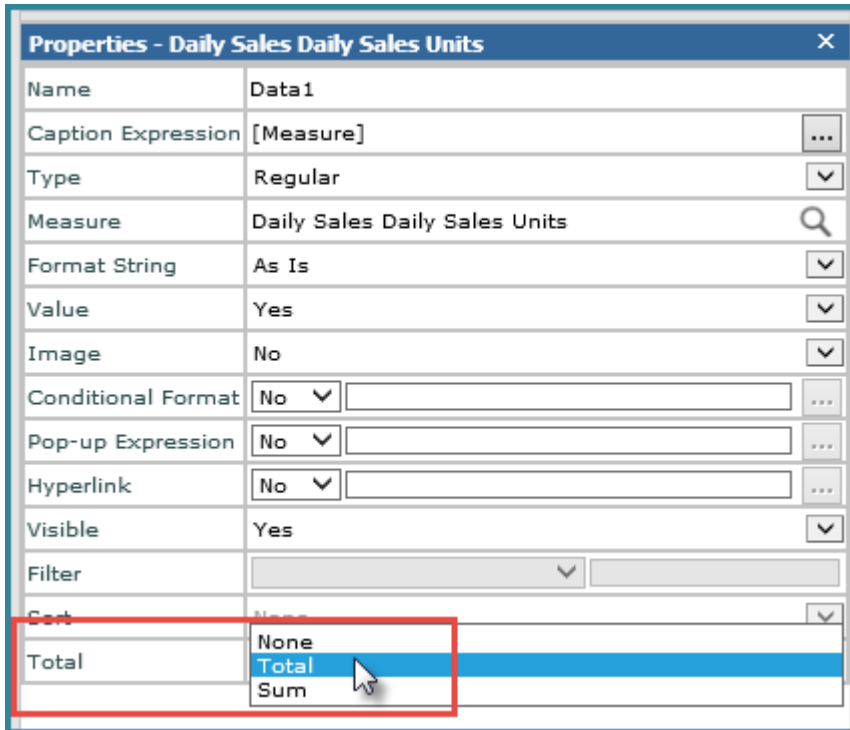 Properties - Daily Sales Daily Sales Units
Name Data1
Caption Expression [Measure] ...
Type Regular
Measure Daily Sales Daily Sales Units
Format String As Is
Value Yes
Image No
Conditional Format No ...
Pop-up Expression No ...
Hyperlink No ...
Visible Yes
Filter
Sort None
None
Total Total
Sum